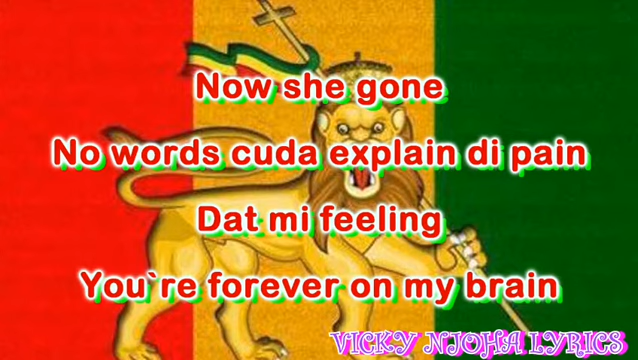 Now she gone
No words cuda explain di pain
Dat mi feeling
You`re forever on my brain
VICKY NJOHA LYRICS